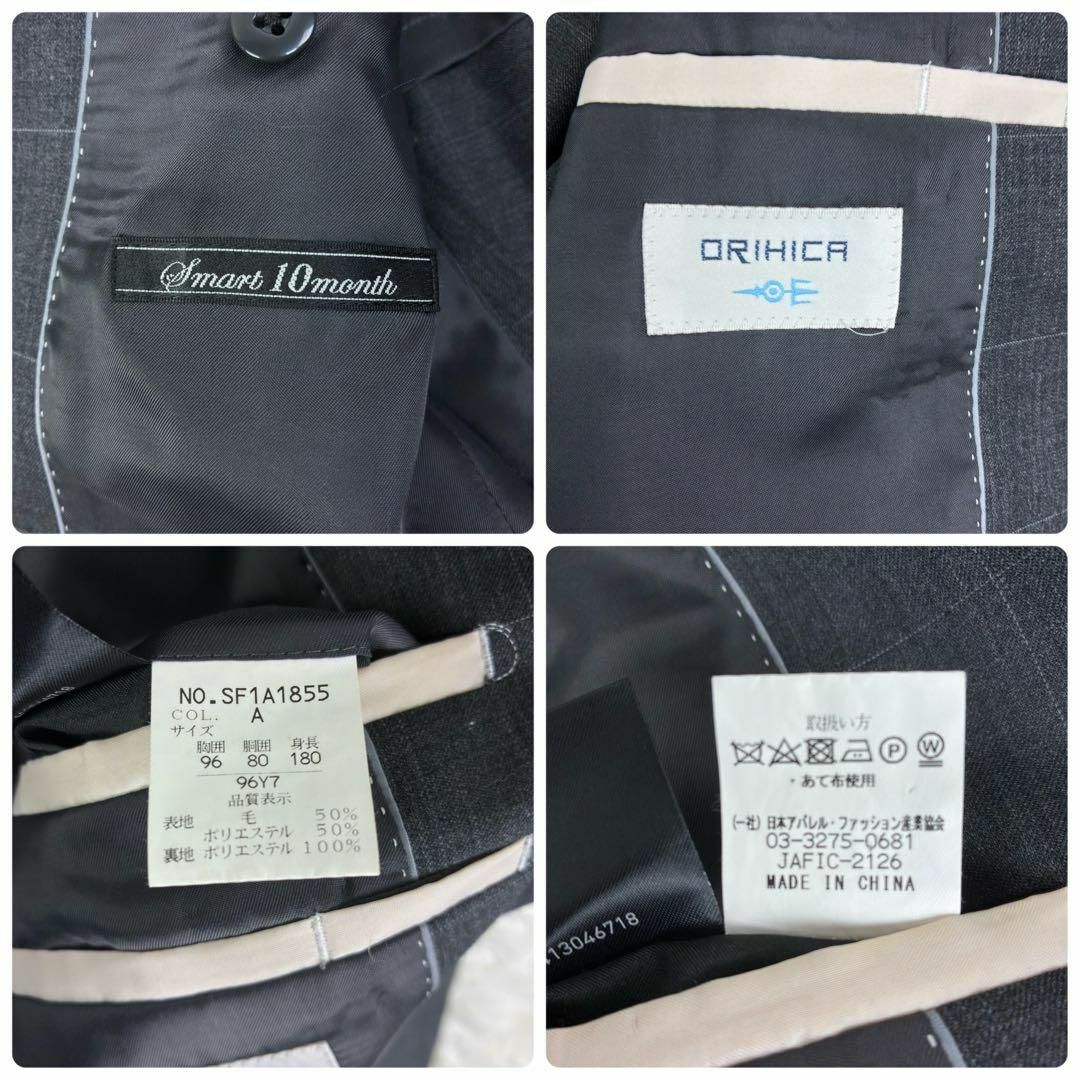 Smart 10month
ORIHICA
NO.SF1A1855
COL. A
サイズ
胸囲 胴囲 身長
96 80 180
96Y7
品質表示
表地 毛 50%
ポリエステル 50%
裏地 ポリエステル 100%
取扱い方
P W
・あて布使用
(一社)日本アパレル・ファッション産業協会
03-3275-0681
JAFIC-2126
MADE IN CHINA
13046718